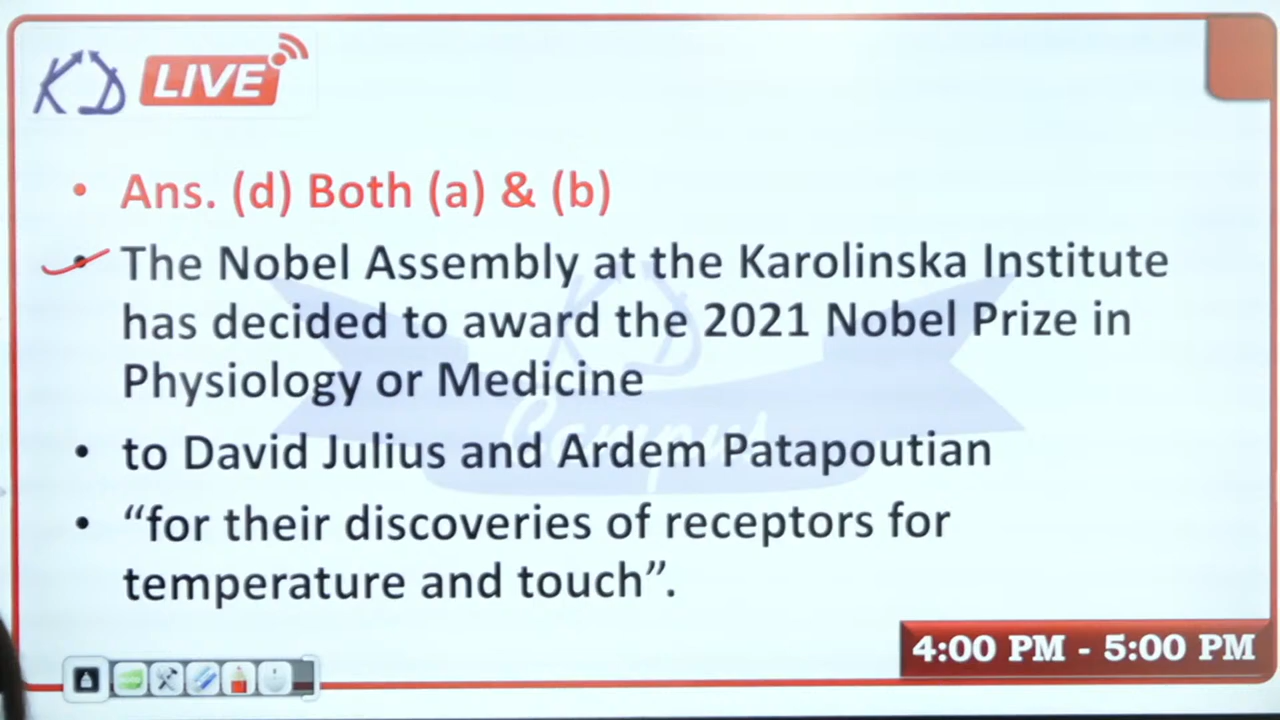 KD LIVE
• Ans. (d) Both (a) & (b)
• The Nobel Assembly at the Karolinska Institute
has decided to award the 2021 Nobel Prize in
Physiology or Medicine
• to David Julius and Ardem Patapoutian
• “for their discoveries of receptors for
temperature and touch”.
Campus
4:00 PM - 5:00 PM